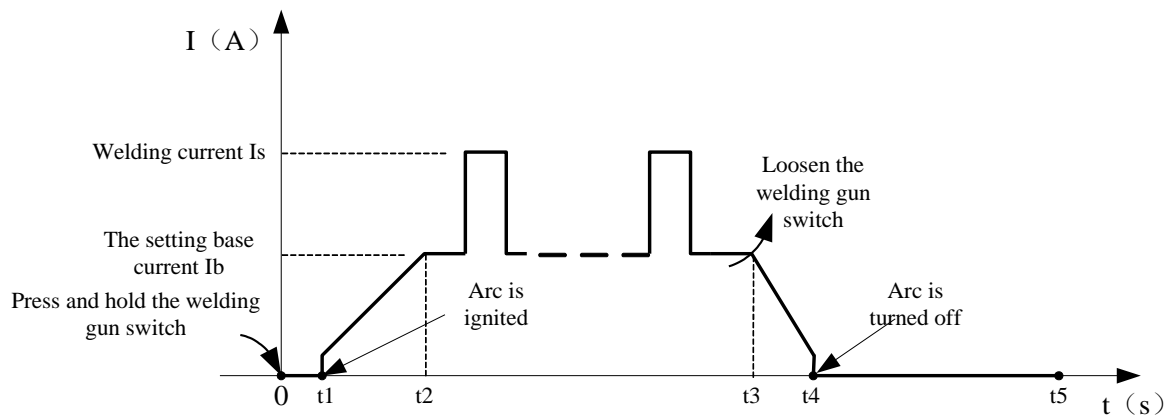 I（A）
Welding current Is
Loosen the
welding gun
switch
The setting base
current Ib
Press and hold the welding
gun switch
Arc is
ignited
Arc is
turned off
0
t1
t2
t3
t4
t5
t（s）